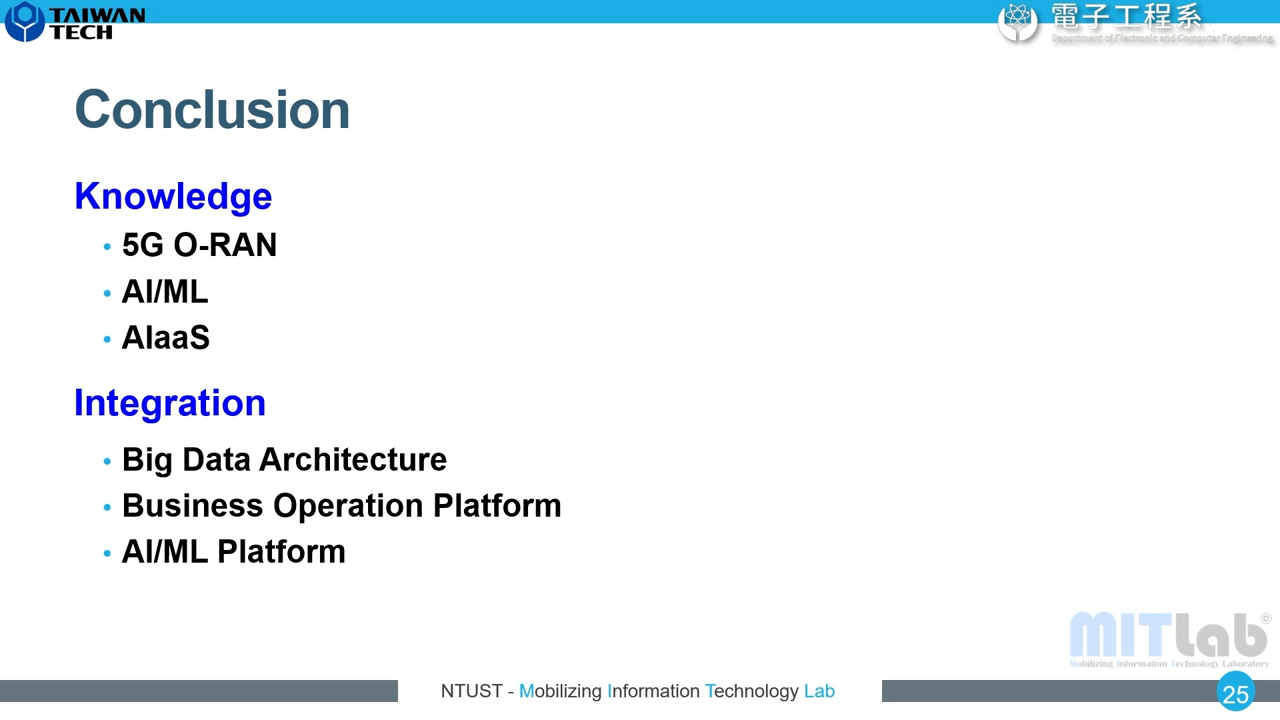 TAIWAN
TECH
電子工程系
Department of Electronic and Computer Engineering
Conclusion
Knowledge
• 5G O-RAN
• AI/ML
• AIaaS
Integration
• Big Data Architecture
• Business Operation Platform
• AI/ML Platform
MITLab©
Mobilizing Information Technology Laboratory
NTUST - Mobilizing Information Technology Lab
25